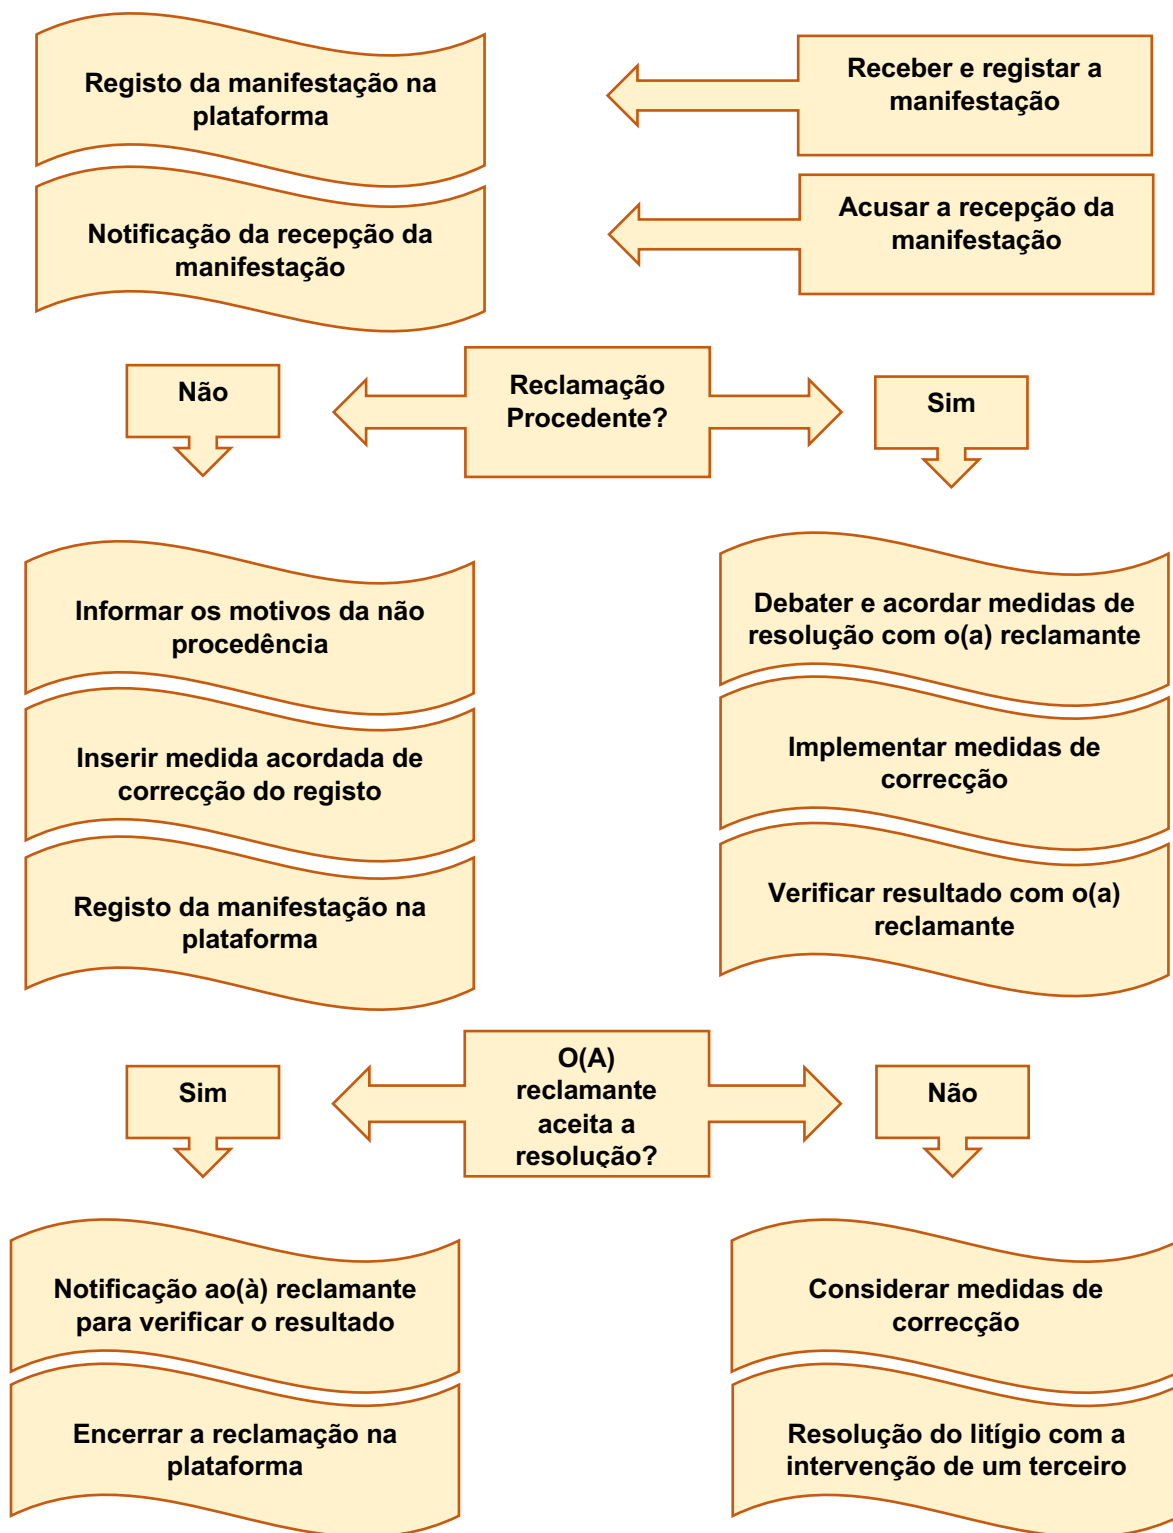 Registo da manifestação na
plataforma
Receber e registar a
manifestação
Notificação da recepção da
manifestação
Acusar a recepção da
manifestação
Não
Reclamação
Procedente?
Sim
Informar os motivos da não
procedência
Inserir medida acordada de
correcção do registo
Registo da manifestação na
plataforma
Debater e acordar medidas de
resolução com o(a) reclamante
Implementar medidas de
correcção
Verificar resultado com o(a)
reclamante
Sim
O(A)
reclamante
aceita a
resolução?
Não
Notificação ao(à) reclamante
para verificar o resultado
Encerrar a reclamação na
plataforma
Considerar medidas de
correcção
Resolução do litígio com a
intervenção de um terceiro